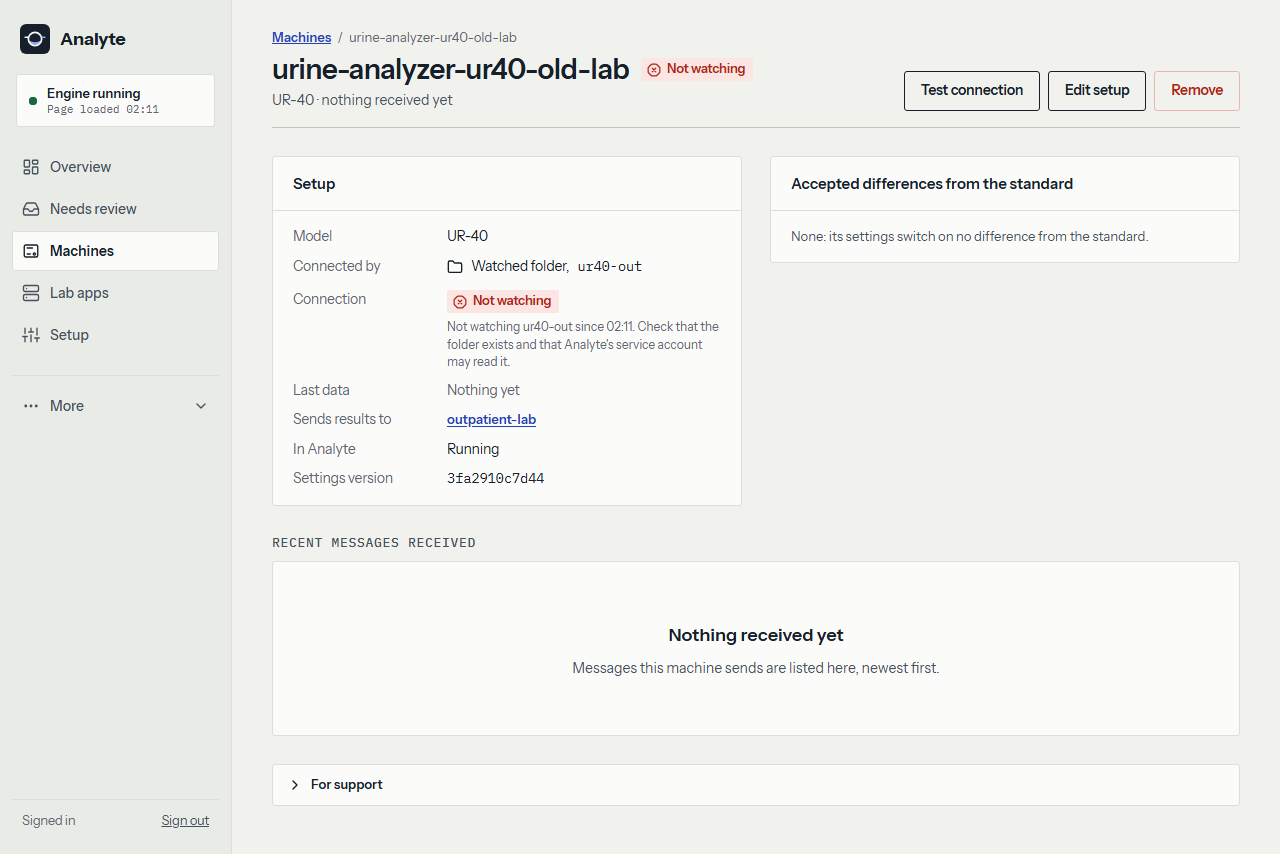 Analyte
Engine running
Page loaded 02:11
Overview
Needs review
Machines
Lab apps
Setup
More
Signed in
Sign out
Machines / urine-analyzer-ur40-old-lab
urine-analyzer-ur40-old-lab
Not watching
UR-40 · nothing received yet
Test connection
Edit setup
Remove
Setup
Model UR-40
Connected by Watched folder, ur40-out
Connection Not watching
Not watching ur40-out since 02:11. Check that the
folder exists and that Analyte's service account
may read it.
Last data Nothing yet
Sends results to outpatient-lab
In Analyte Running
Settings version 3fa2910c7d44
Accepted differences from the standard
None: its settings switch on no difference from the standard.
RECENT MESSAGES RECEIVED
Nothing received yet
Messages this machine sends are listed here, newest first.
For support